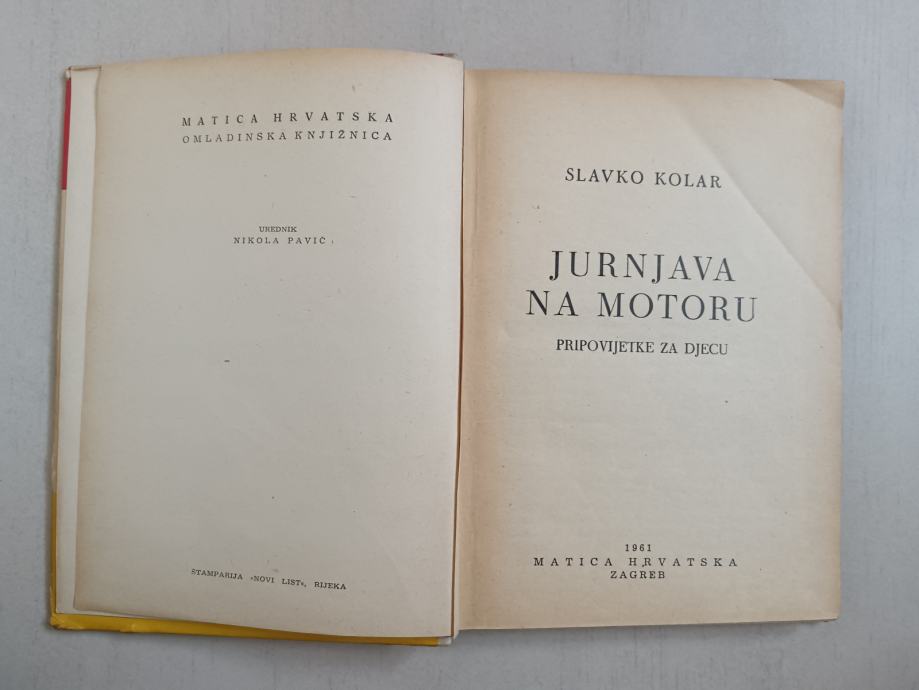 MATICA HRVATSKA
OMLADINSKA KNJIŽNICA
UREDNIK
NIKOLA PAVIĆ
ŠTAMPARIJA »NOVI LIST«, RIJEKA
SLAVKO KOLAR
JURNJAVA
NA MOTORU
PRIPOVIJETKE ZA DJECU
1961
MATICA HRVATSKA
ZAGREB